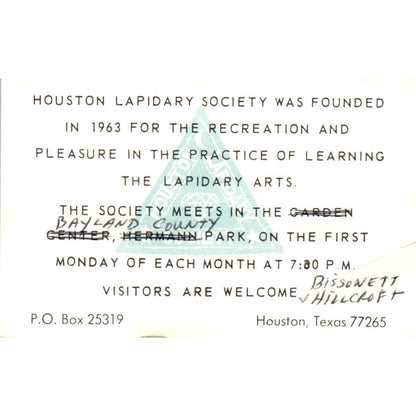 HOUSTON LAPIDARY SOCIETY WAS FOUNDED
IN 1963 FOR THE RECREATION AND
PLEASURE IN THE PRACTICE OF LEARNING
THE LAPIDARY ARTS.
THE SOCIETY MEETS IN THE GARDEN
BAYLAND COUNTY
CENTER, HERMANN PARK, ON THE FIRST
MONDAY OF EACH MONTH AT 7:30 P.M.
VISITORS ARE WELCOME
BISSONETT
& HILLCROFT
P.O. Box 25319 Houston, Texas 77265